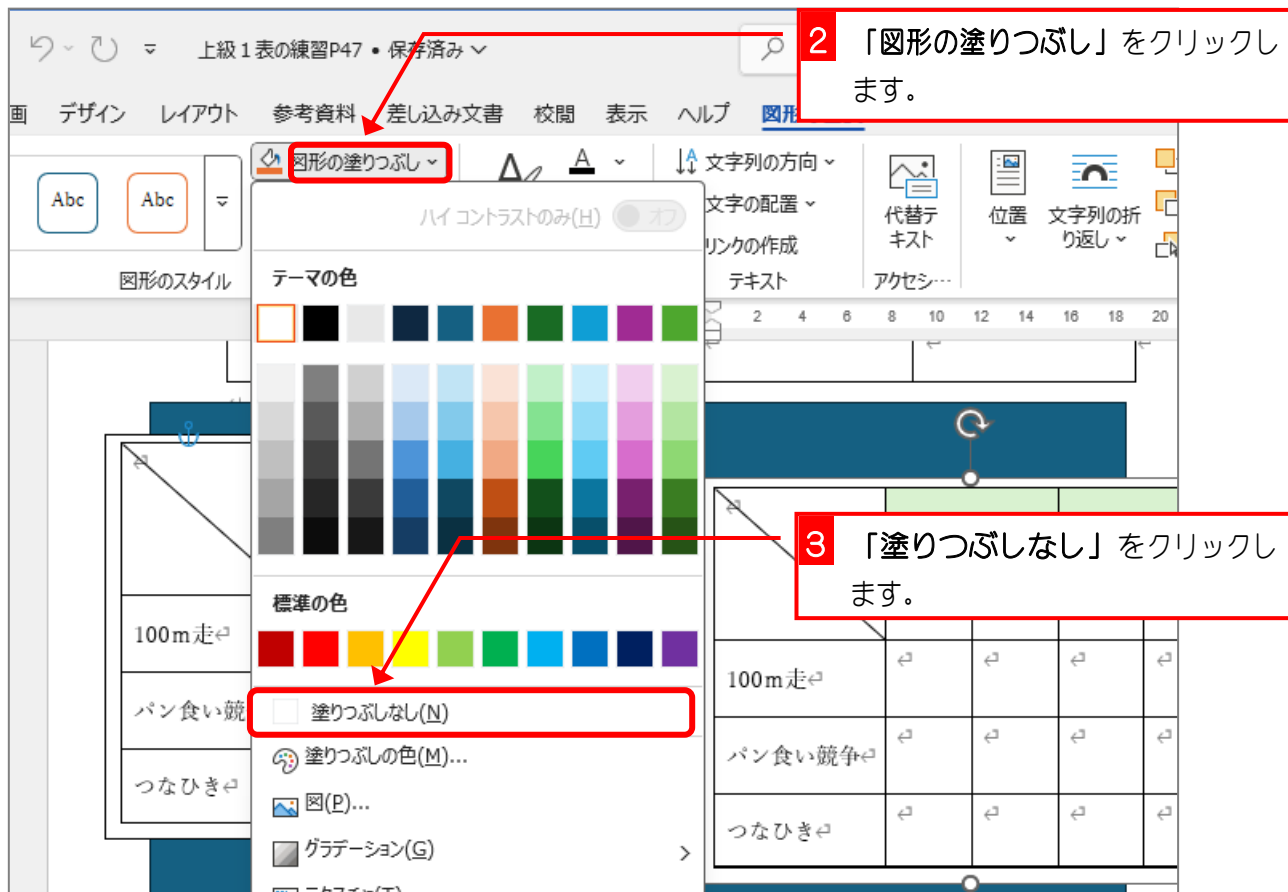 上級１表の練習P47 • 保存済み
2 「図形の塗りつぶし」をクリックし
ます。
画 デザイン レイアウト 参考資料 差し込み文書 校閲 表示 ヘルプ
図形の塗りつぶし
A
文字列の方向
Abc Abc
文字の配置
代替テ
キスト
位置
文字列の折
り返し
リンクの作成
図形のスタイル
テキスト
アクセシ…
ハイ コントラストのみ(H) オフ
テーマの色
2 4 6 8 10 12 14 16 18 20
3 「塗りつぶしなし」をクリックし
ます。
標準の色
100m走
100m走
塗りつぶしなし(N)
パン食い競
パン食い競争
塗りつぶしの色(M)...
つなひき
図(P)...
つなひき
グラデーション(G)